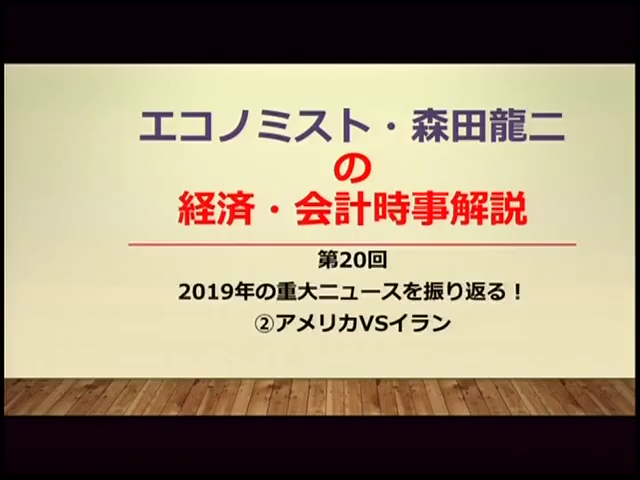 エコノミスト・森田龍二
の
経済・会計時事解説
第20回
2019年の重大ニュースを振り返る！
②アメリカVSイラン